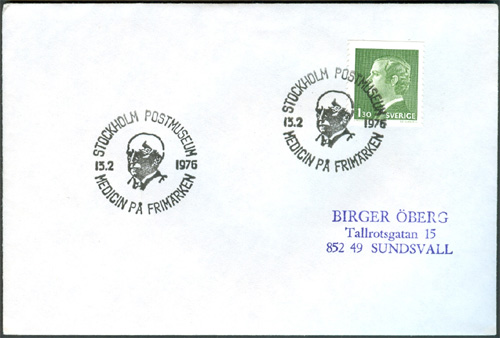 STOCKHOLM POSTMUSEUM
13.2 1976
MEDICIN PÅ FRIMÄRKEN
STOCKHOLM POSTMUSEUM
13.2 1976
MEDICIN PÅ FRIMÄRKEN
1.30 SVERIGE
BIRGER ÖBERG
Tallrotsgatan 15
852 49 SUNDSVALL